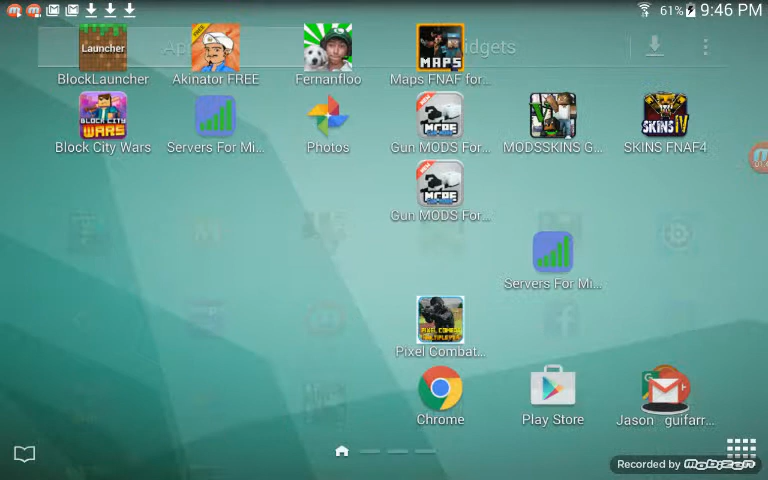 61% 9:46 PM
Widgets
Launcher
FREE
MAPS
BlockLauncher Akinator FREE Fernanfloo Maps FNAF for...
BLOCK CITY WARS
MCPE
SKINS IV
Block City Wars Servers For Mi... Photos Gun MODS For... MODSSKINS G... SKINS FNAF4
MCPE
Gun MODS For...
Servers For Mi...
PIXEL COMBAT
MULTIPLAYER
Pixel Combat...
Chrome Play Store Jason guifarr...
Recorded by mobizen